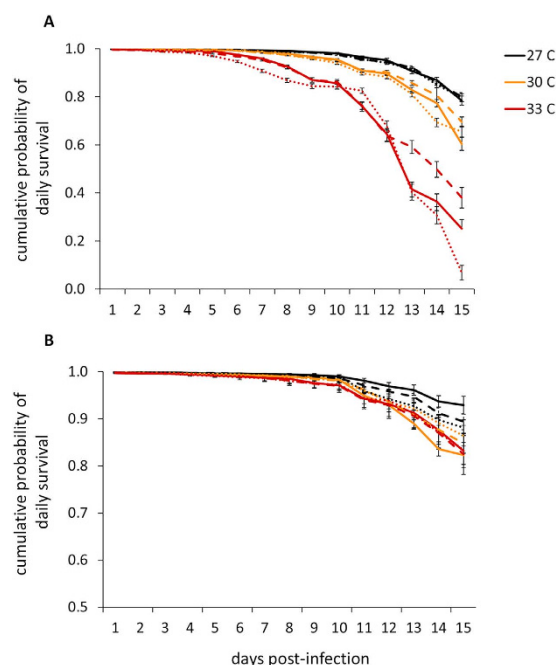 A
cumulative probability of
daily survival
1.0
0.8
0.6
0.4
0.2
0.0
1 2 3 4 5 6 7 8 9 10 11 12 13 14 15
27 C
30 C
33 C
B
cumulative probability of
daily survival
1.0
0.9
0.8
0.7
0.6
0.5
1 2 3 4 5 6 7 8 9 10 11 12 13 14 15
days post-infection